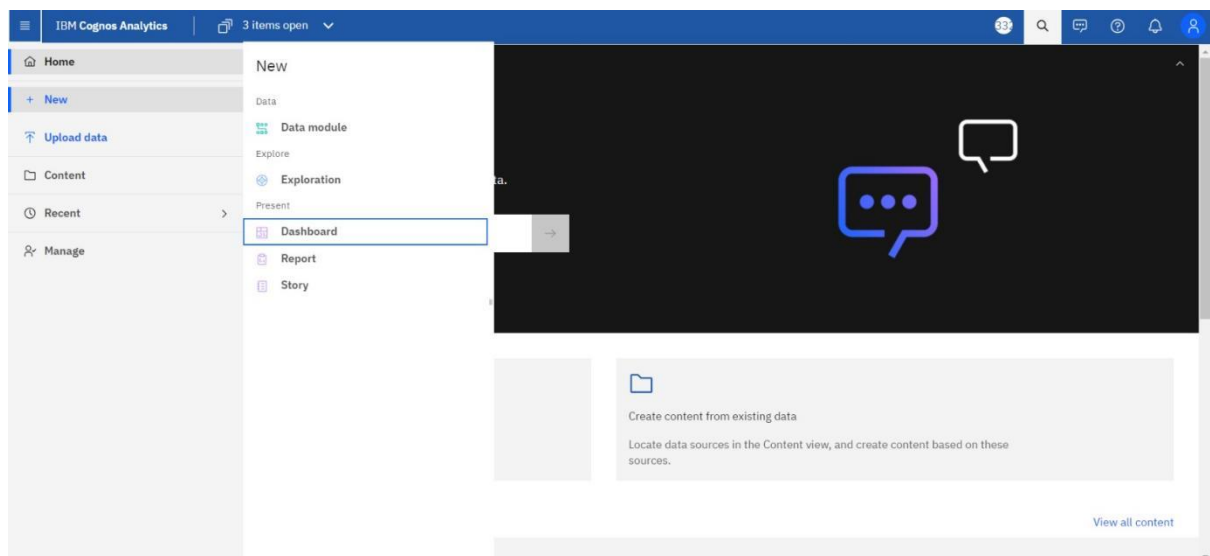 IBM Cognos Analytics
3 items open
Home
New
Upload data
Content
Recent
Manage
New
Data
Data module
Explore
Exploration
Present
Dashboard
Report
Story
ta.
Create content from existing data
Locate data sources in the Content view, and create content based on these
sources.
View all content